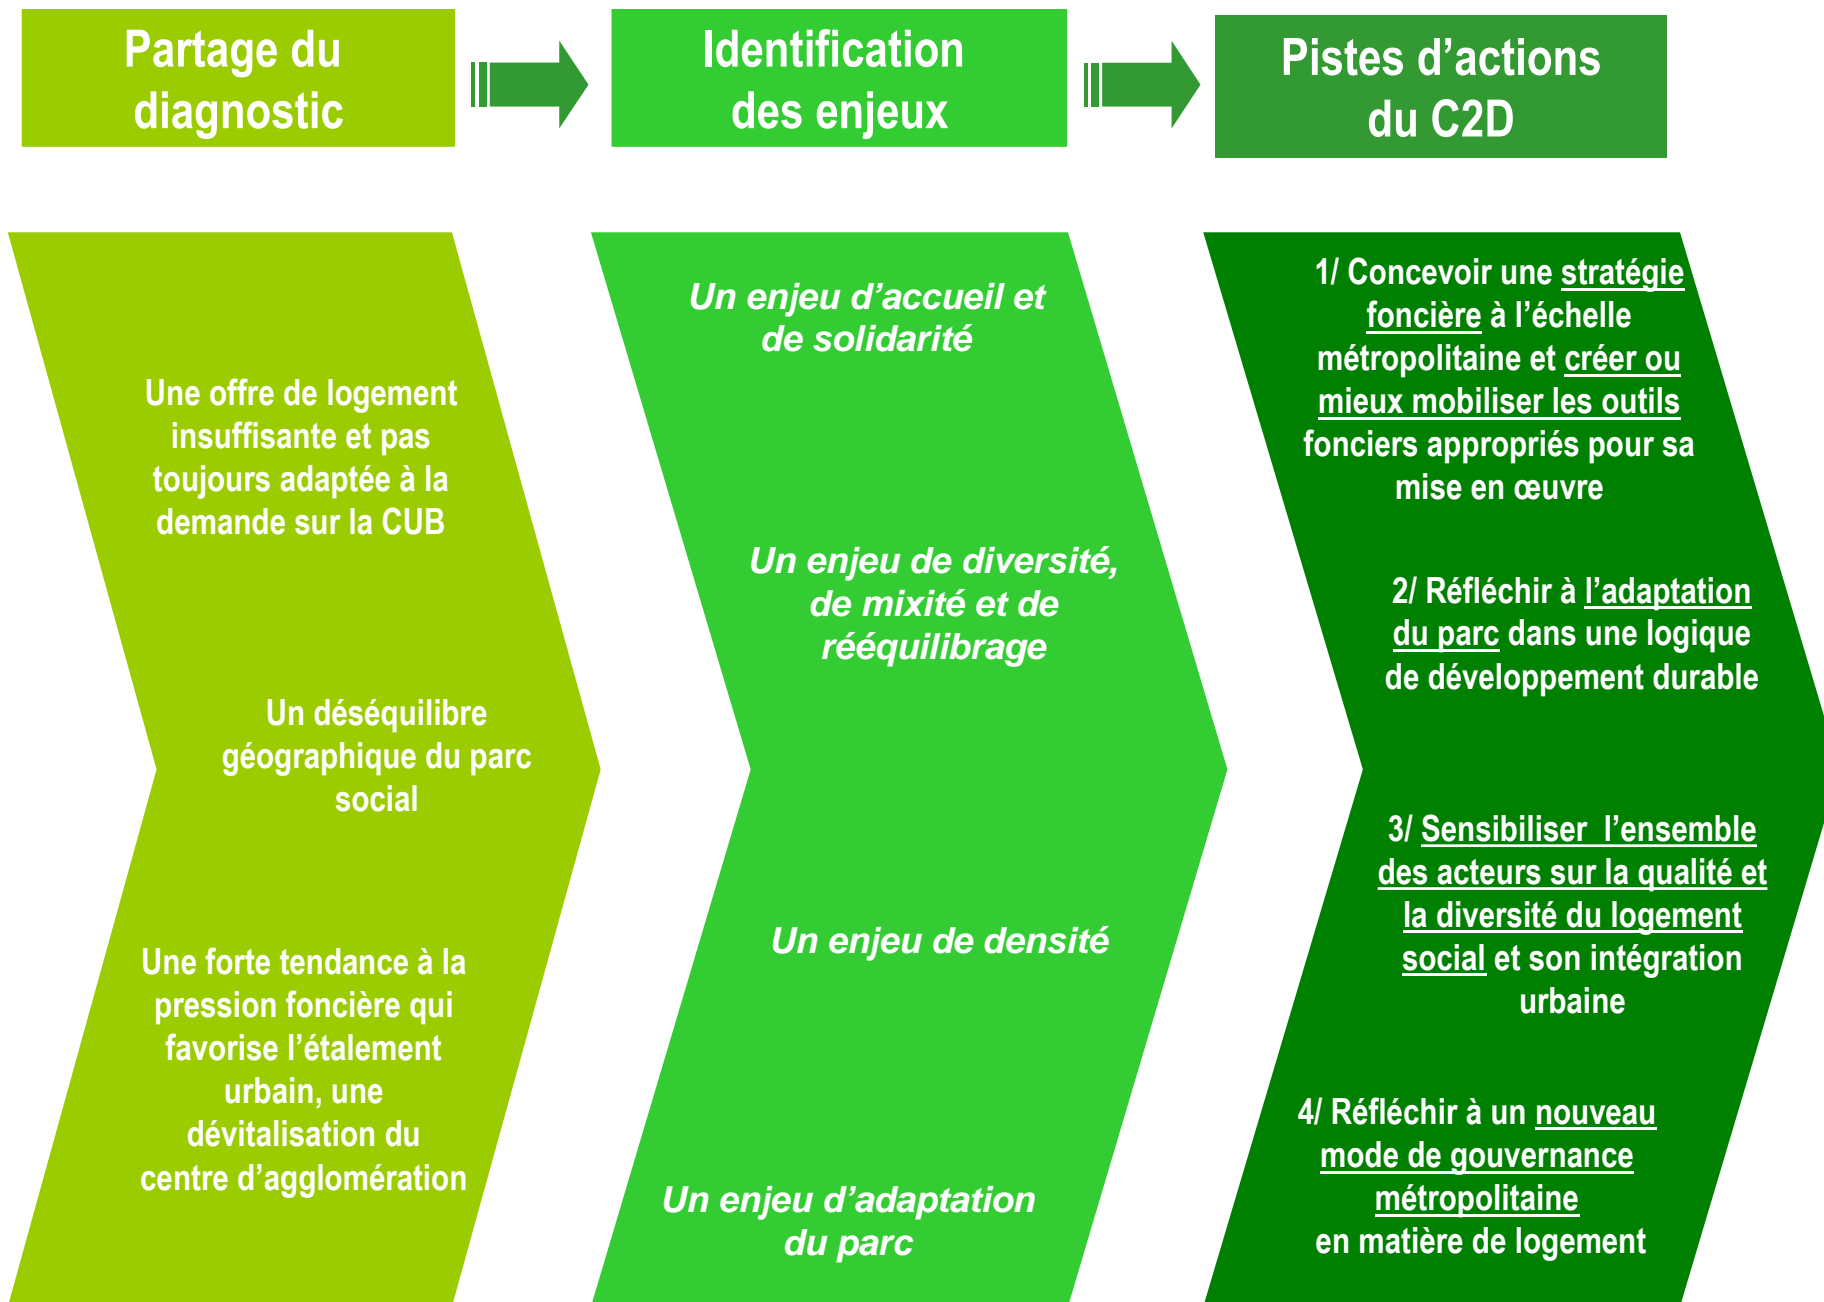 Partage du
diagnostic
Identification
des enjeux
Pistes d’actions
du C2D
Une offre de logement
insuffisante et pas
toujours adaptée à la
demande sur la CUB
Un déséquilibre
géographique du parc
social
Une forte tendance à la
pression foncière qui
favorise l’étalement
urbain, une
dévitalisation du
centre d’agglomération
Un enjeu d’accueil et
de solidarité
Un enjeu de diversité,
de mixité et de
rééquilibrage
Un enjeu de densité
Un enjeu d’adaptation
du parc
1/ Concevoir une stratégie
foncière à l’échelle
métropolitaine et créer ou
mieux mobiliser les outils
fonciers appropriés pour sa
mise en œuvre
2/ Réfléchir à l’adaptation
du parc dans une logique
de développement durable
3/ Sensibiliser l’ensemble
des acteurs sur la qualité et
la diversité du logement
social et son intégration
urbaine
4/ Réfléchir à un nouveau
mode de gouvernance
métropolitaine
en matière de logement